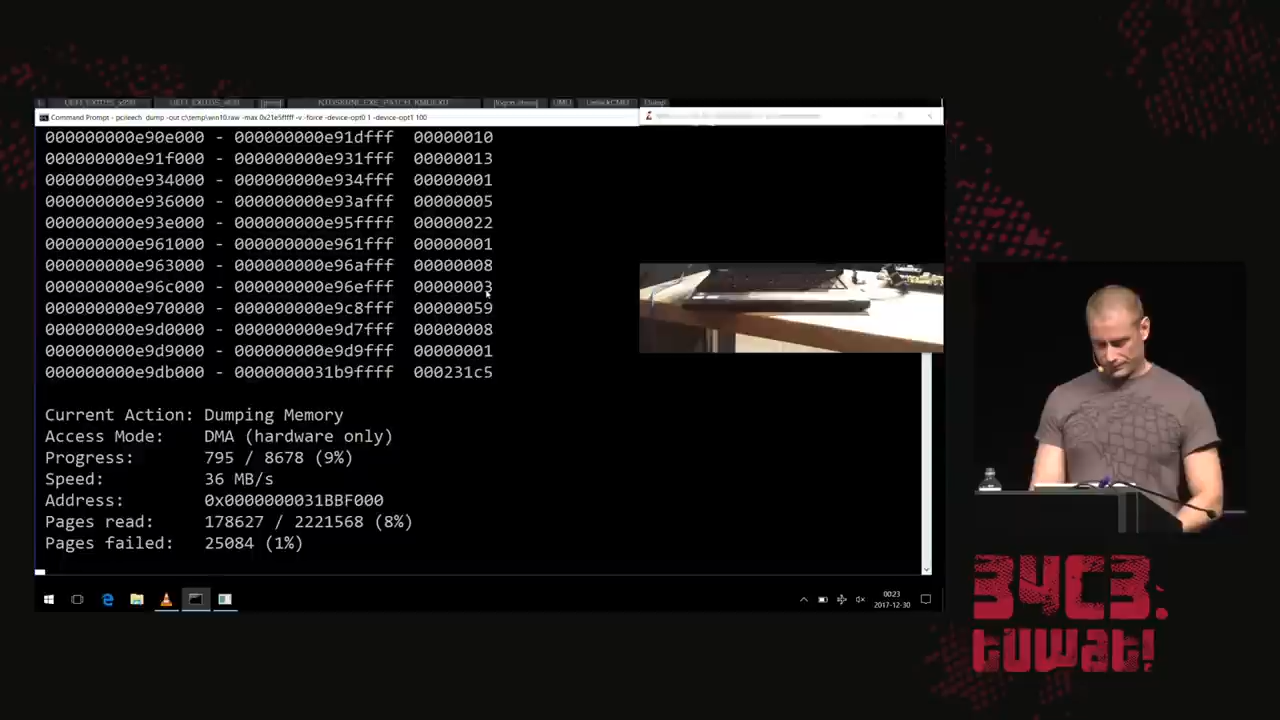 Command Prompt - pcileech dump -out c:\temp\win10.raw -max 0x21e5fffff -v -force -device-opt0 1 -device-opt1 100
000000000e90e000 - 000000000e91dfff 00000010
000000000e91f000 - 000000000e931fff 00000013
000000000e934000 - 000000000e934fff 00000001
000000000e936000 - 000000000e93afff 00000005
000000000e93e000 - 000000000e95ffff 00000022
000000000e961000 - 000000000e961fff 00000001
000000000e963000 - 000000000e96afff 00000008
000000000e96c000 - 000000000e96efff 00000003
000000000e970000 - 000000000e9c8fff 00000059
000000000e9d0000 - 000000000e9d7fff 00000008
000000000e9d9000 - 000000000e9d9fff 00000001
000000000e9db000 - 0000000031b9ffff 000231c5
Current Action: Dumping Memory
Access Mode: DMA (hardware only)
Progress: 795 / 8678 (9%)
Speed: 36 MB/s
Address: 0x0000000031BBF000
Pages read: 178627 / 2221568 (8%)
Pages failed: 25084 (1%)
00:23
2017-12-30
34C3.
tuwat!